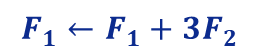 F₁ ← F₁ + 3F₂